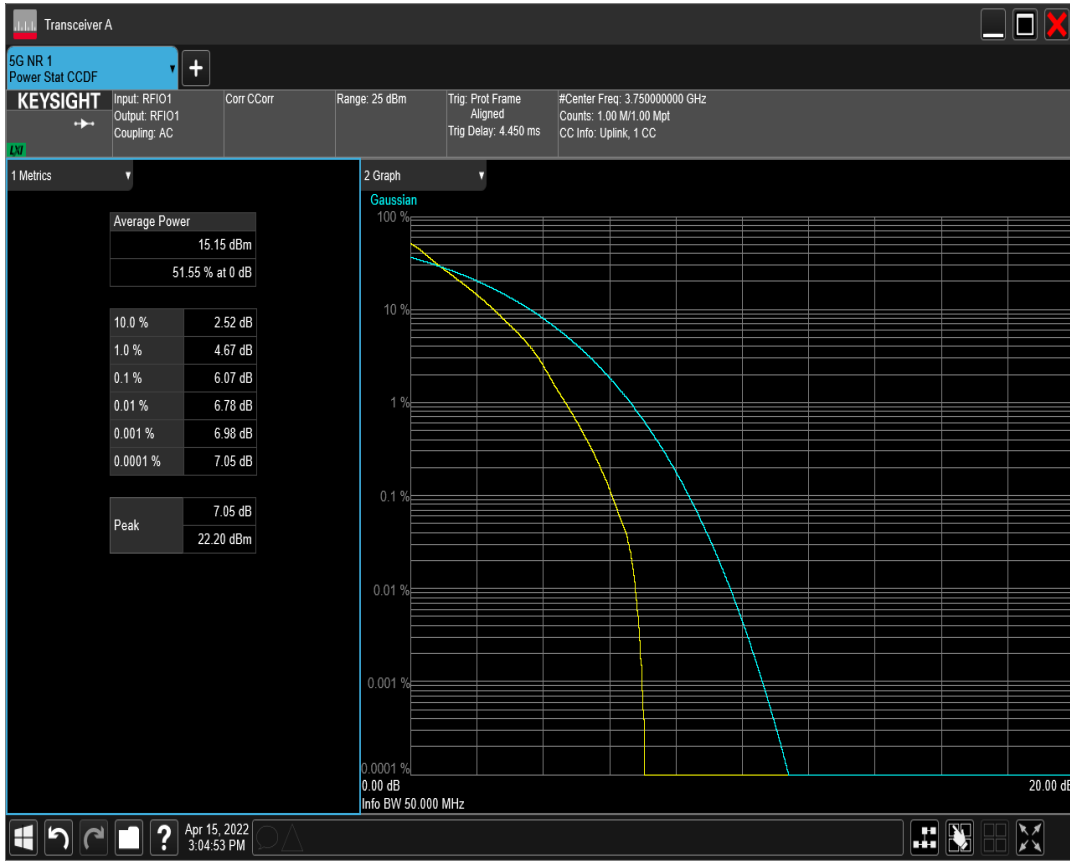 Transceiver A
5G NR 1
Power Stat CCDF
KEYSIGHT
LXI
Input: RFIO1
Output: RFIO1
Coupling: AC
Corr CCorr
Range: 25 dBm
Trig: Prot Frame
Aligned
Trig Delay: 4.450 ms
#Center Freq: 3.750000000 GHz
Counts: 1.00 M/1.00 Mpt
CC Info: Uplink, 1 CC
1 Metrics
Average Power
15.15 dBm
51.55 % at 0 dB
10.0 % 2.52 dB
1.0 % 4.67 dB
0.1 % 6.07 dB
0.01 % 6.78 dB
0.001 % 6.98 dB
0.0001 % 7.05 dB
Peak 7.05 dB
22.20 dBm
2 Graph
Gaussian
100 %
10 %
1 %
0.1 %
0.01 %
0.001 %
0.0001 %
0.00 dB 20.00 dB
Info BW 50.000 MHz
Apr 15, 2022
3:04:53 PM